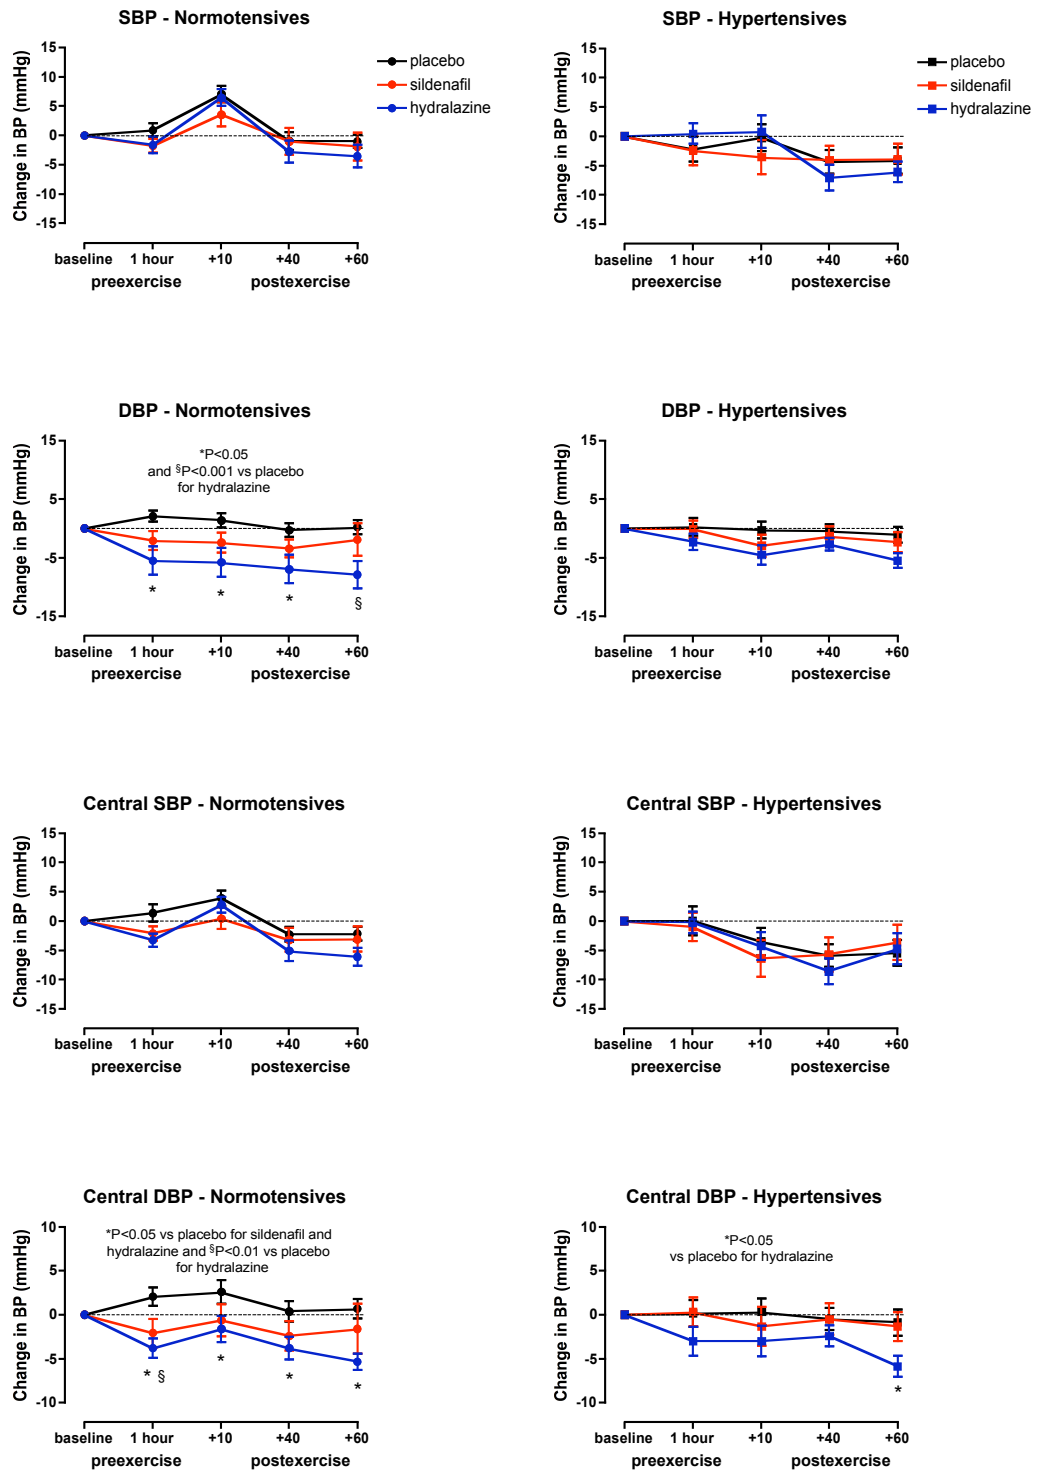 SBP - Normotensives
15
10
5
0
-5
-10
-15
Change in BP (mmHg)
placebo
sildenafil
hydralazine
baseline 1 hour +10 +40 +60
preexercise postexercise
SBP - Hypertensives
15
10
5
0
-5
-10
-15
Change in BP (mmHg)
placebo
sildenafil
hydralazine
baseline 1 hour +10 +40 +60
preexercise postexercise
DBP - Normotensives
15
5
-5
-15
Change in BP (mmHg)
*P<0.05
and §P<0.001 vs placebo
for hydralazine
* * * §
baseline 1 hour +10 +40 +60
preexercise postexercise
DBP - Hypertensives
15
5
-5
-15
Change in BP (mmHg)
baseline 1 hour +10 +40 +60
preexercise postexercise
Central SBP - Normotensives
15
10
5
0
-5
-10
-15
Change in BP (mmHg)
baseline 1 hour +10 +40 +60
preexercise postexercise
Central SBP - Hypertensives
15
10
5
0
-5
-10
-15
Change in BP (mmHg)
baseline 1 hour +10 +40 +60
preexercise postexercise
Central DBP - Normotensives
10
5
0
-5
-10
Change in BP (mmHg)
*P<0.05 vs placebo for sildenafil and
hydralazine and §P<0.01 vs placebo
for hydralazine
* § * * *
baseline 1 hour +10 +40 +60
preexercise postexercise
Central DBP - Hypertensives
10
5
0
-5
-10
Change in BP (mmHg)
*P<0.05
vs placebo for hydralazine
*
baseline 1 hour +10 +40 +60
preexercise postexercise